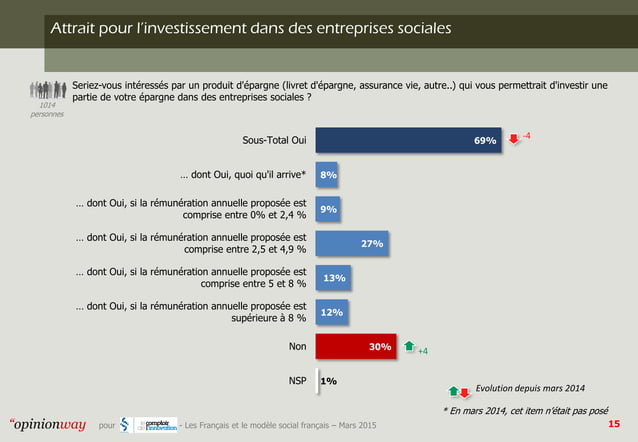 Attrait pour l'investissement dans des entreprises sociales
1014
personnes
Seriez-vous intéressés par un produit d'épargne (livret d'épargne, assurance vie, autre..) qui vous permettrait d'investir une
partie de votre épargne dans des entreprises sociales ?
Sous-Total Oui
69%
-4
... dont Oui, quoi qu'il arrive*
8%
... dont Oui, si la rémunération annuelle proposée est
comprise entre 0% et 2,4 %
9%
... dont Oui, si la rémunération annuelle proposée est
comprise entre 2,5 et 4,9 %
27%
... dont Oui, si la rémunération annuelle proposée est
comprise entre 5 et 8 %
13%
... dont Oui, si la rémunération annuelle proposée est
supérieure à 8 %
12%
Non
30%
+4
NSP
1%
Evolution depuis mars 2014
* En mars 2014, cet item n'était pas posé
"opinionway
pour
le comptoir
de l'innovation
- Les Français et le modèle social français – Mars 2015
15